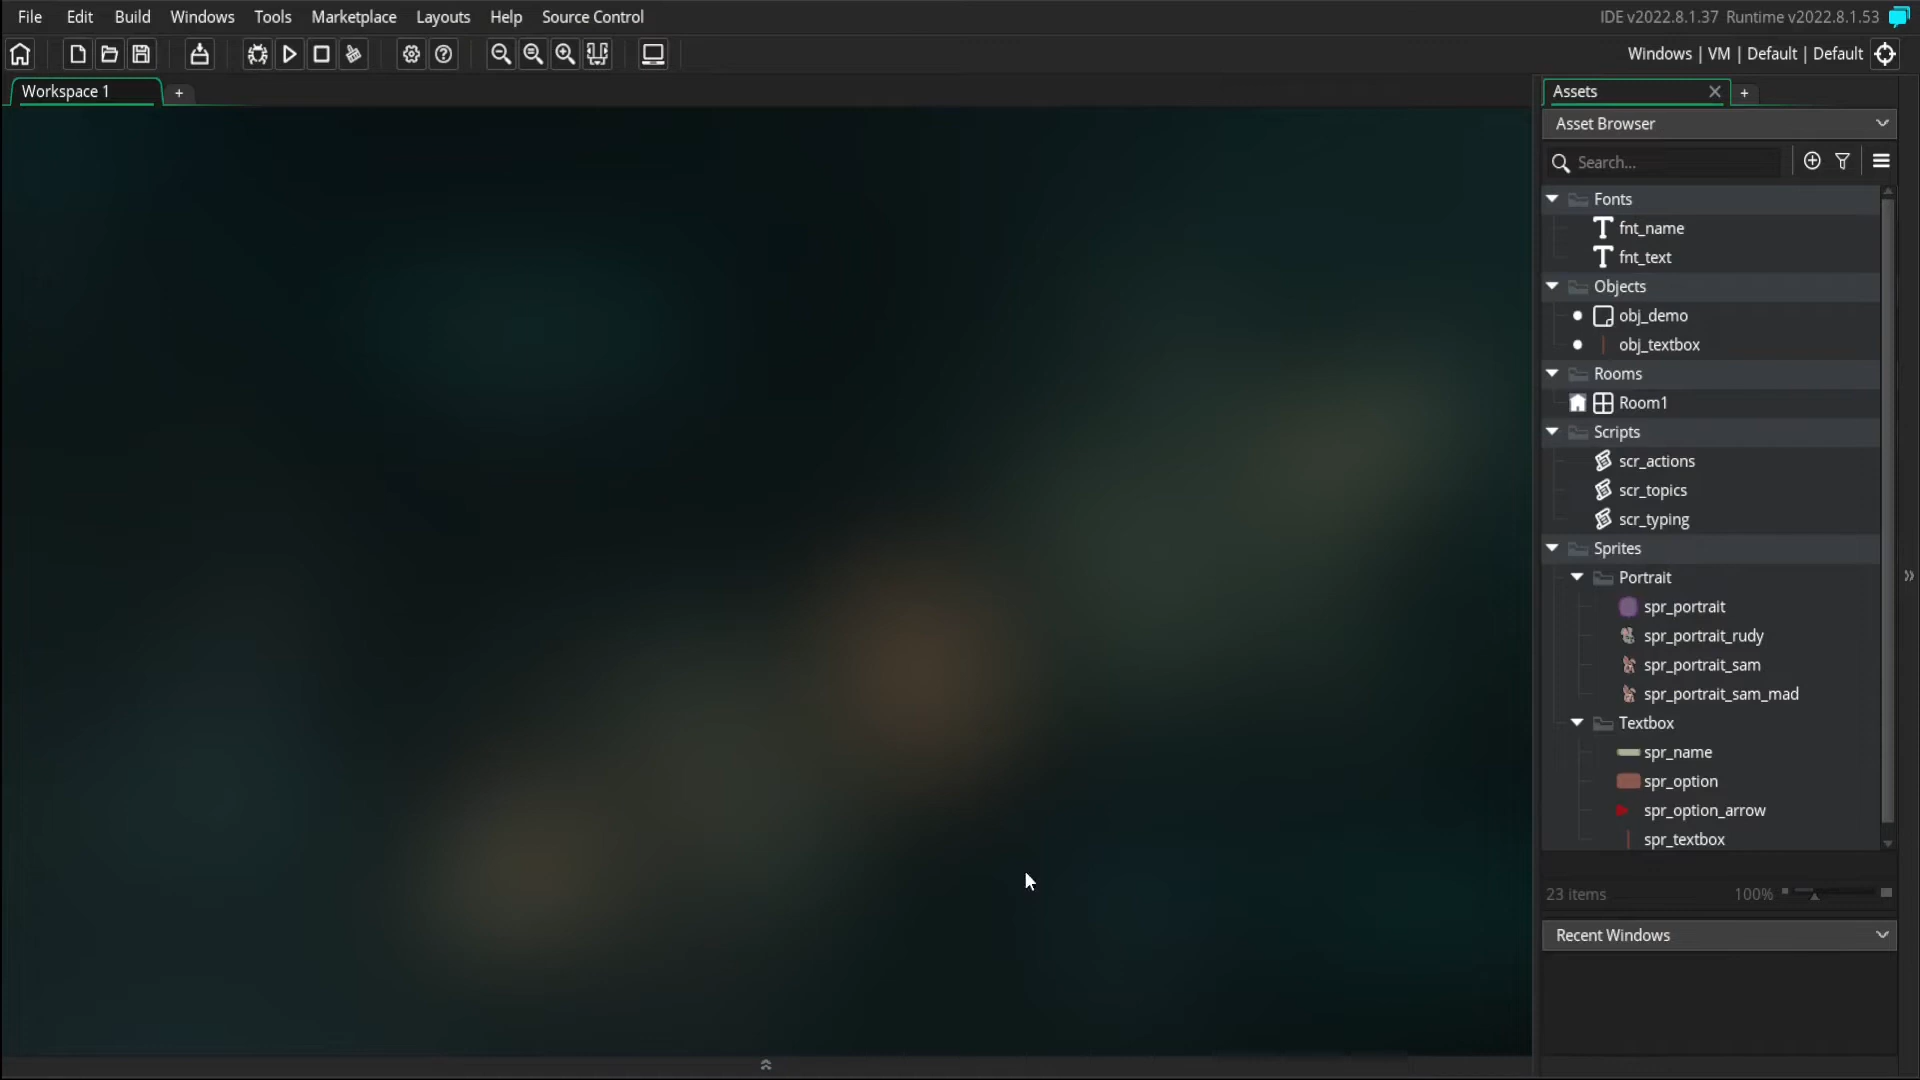 File Edit Build Windows Tools Marketplace Layouts Help Source Control IDE v2022.8.1.37 Runtime v2022.8.1.53
Windows | VM | Default | Default
Workspace 1 +
Assets +
Asset Browser
Search...
Fonts
fnt_name
fnt_text
Objects
obj_demo
obj_textbox
Rooms
Room1
Scripts
scr_actions
scr_topics
scr_typing
Sprites
Portrait
spr_portrait
spr_portrait_rudy
spr_portrait_sam
spr_portrait_sam_mad
Textbox
spr_name
spr_option
spr_option_arrow
spr_textbox
23 items 100%
Recent Windows